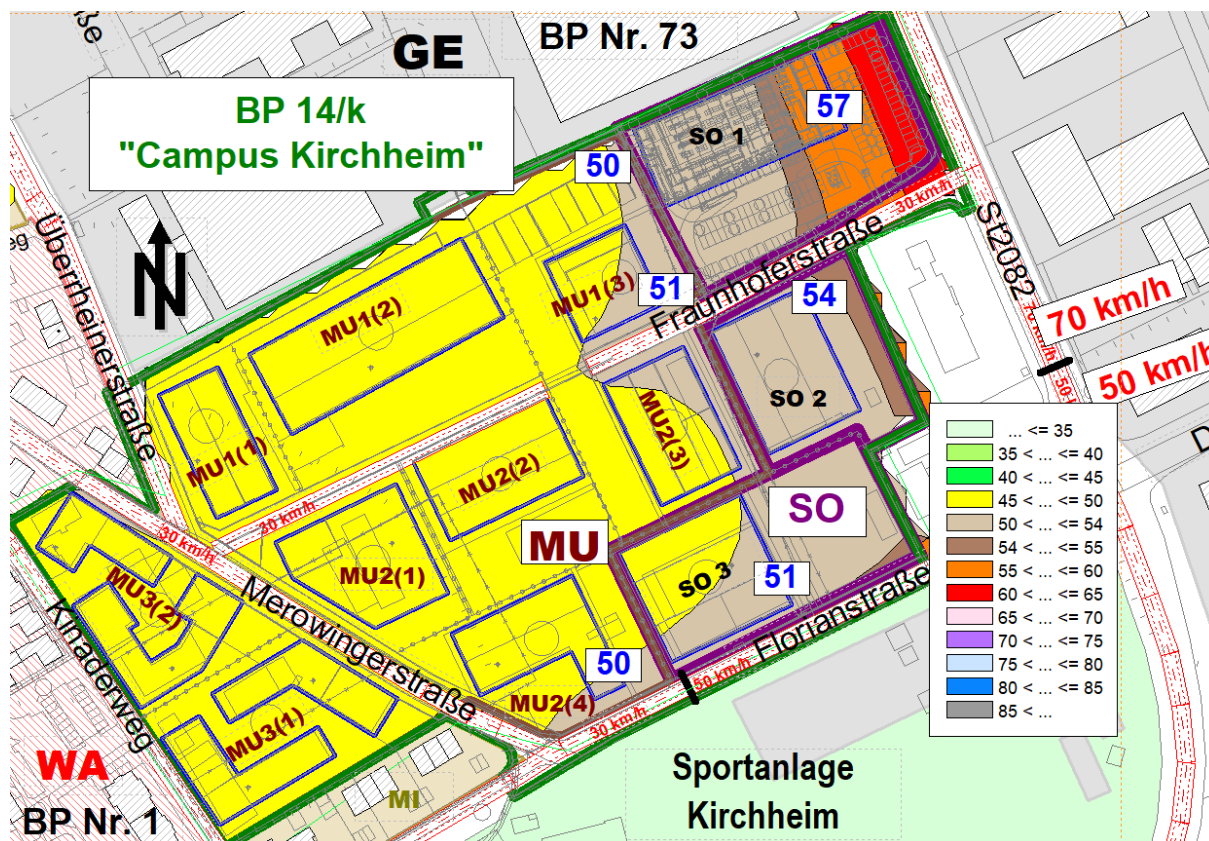 GE
BP Nr. 73
BP 14/k
"Campus Kirchheim"
57
SO 1
50
30 km/h
Überrheinerstraße
St2082
N
MU1(3)
51
Fraunhoferstraße
54
MU1(2)
70 km/h
70 km/h
50 km/h
50
SO 2
MU2(3)
MU1(1)
MU2(2)
... <= 35
35 < ... <= 40
40 < ... <= 45
45 < ... <= 50
50 < ... <= 54
54 < ... <= 55
55 < ... <= 60
60 < ... <= 65
65 < ... <= 70
70 < ... <= 75
75 < ... <= 80
80 < ... <= 85
85 < ...
30 km/h
30 km/h
SO
MU
MU2(1)
SO 3
51
MU3(2)
Merowingerstraße
Kinaderweg
Florianstraße
50 km/h
50
MU2(4)
30 km/h
MU3(1)
WA
BP Nr. 1
MI
Sportanlage
Kirchheim